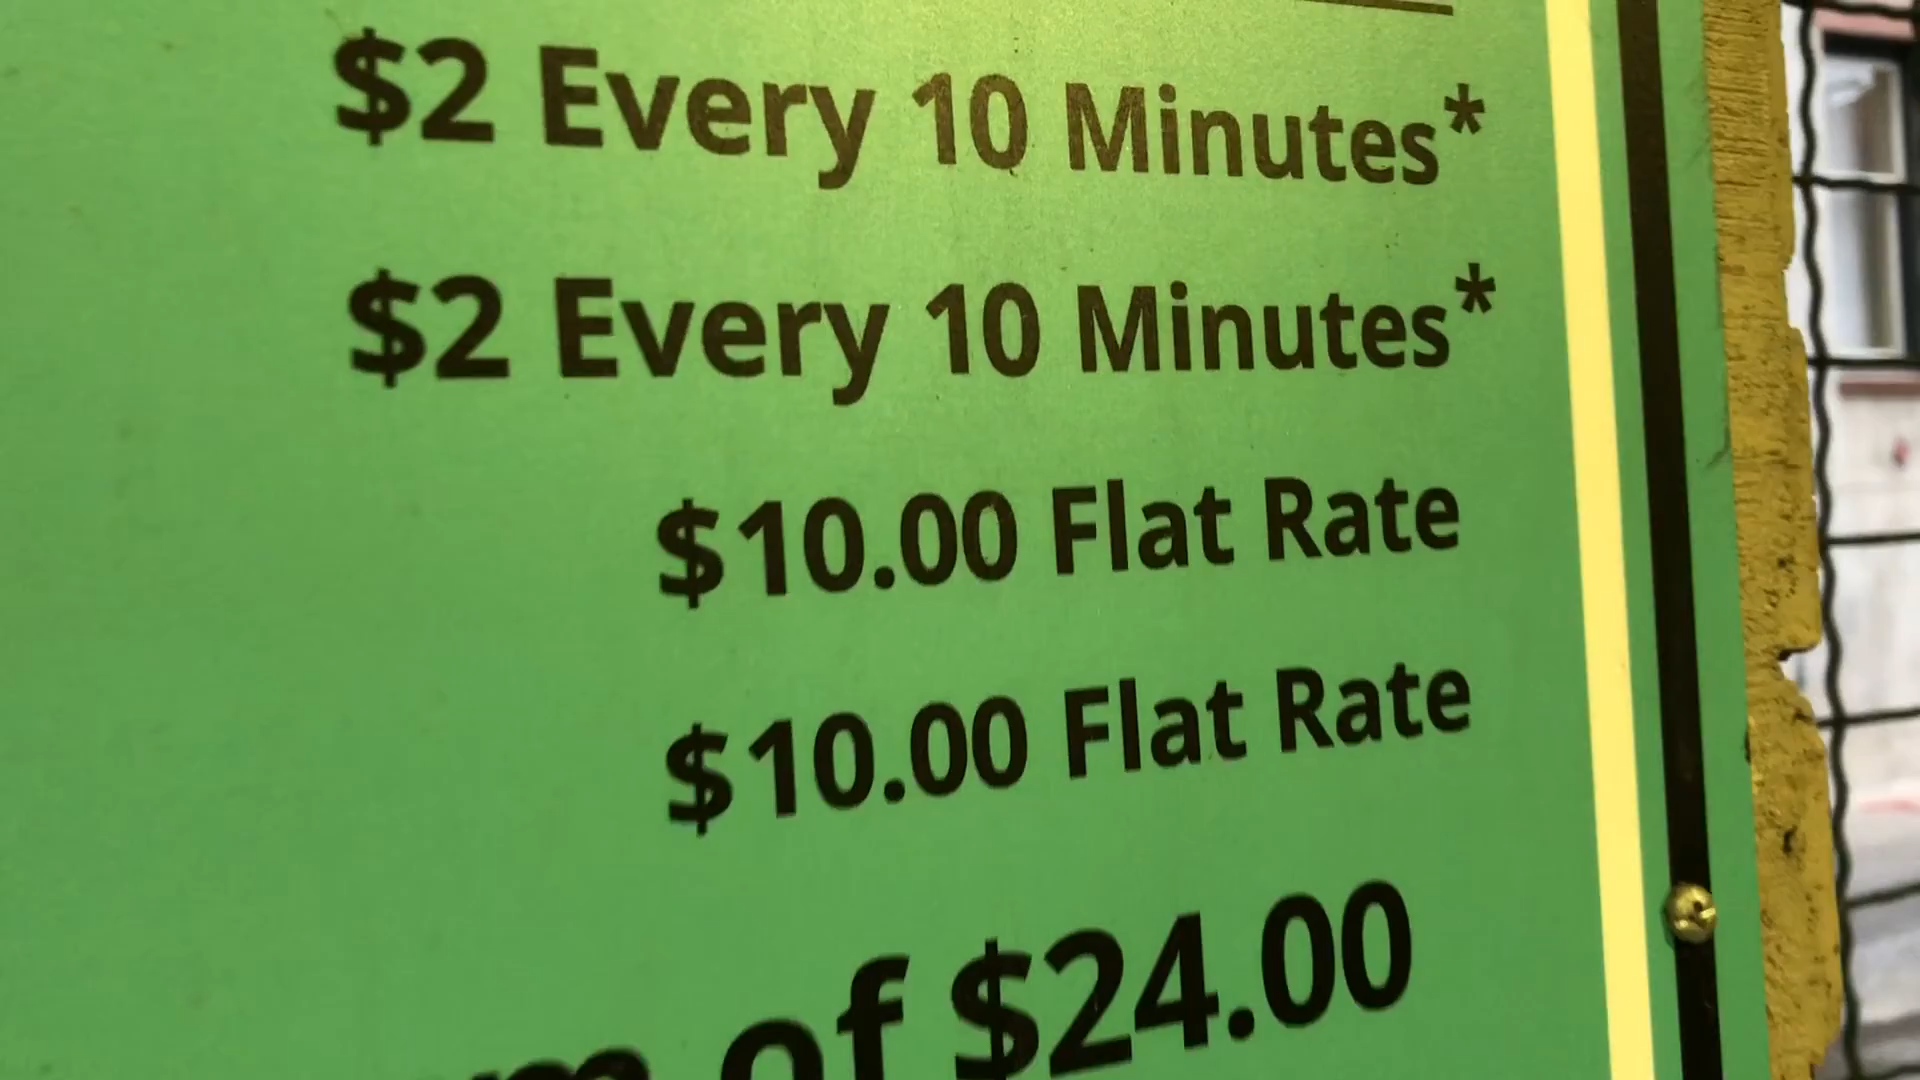 $2 Every 10 Minutes*
$2 Every 10 Minutes*
$10.00 Flat Rate
$10.00 Flat Rate
of $24.00